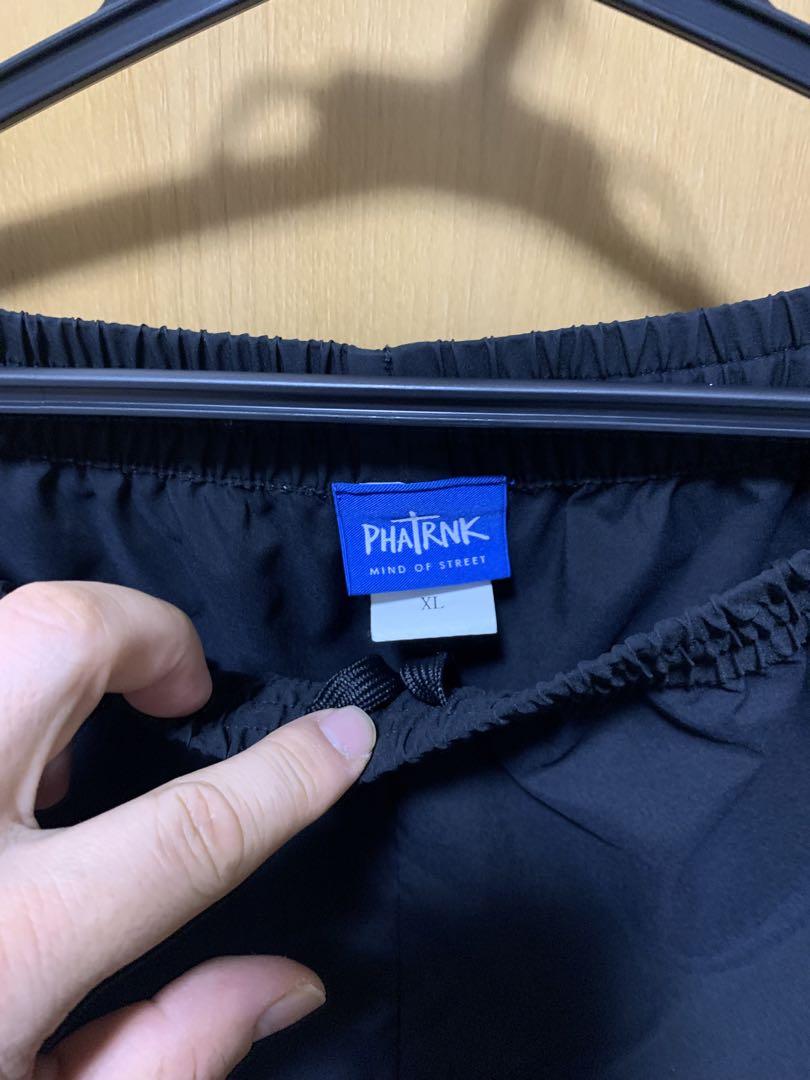 PHATRNK
MIND OF STREET
XL